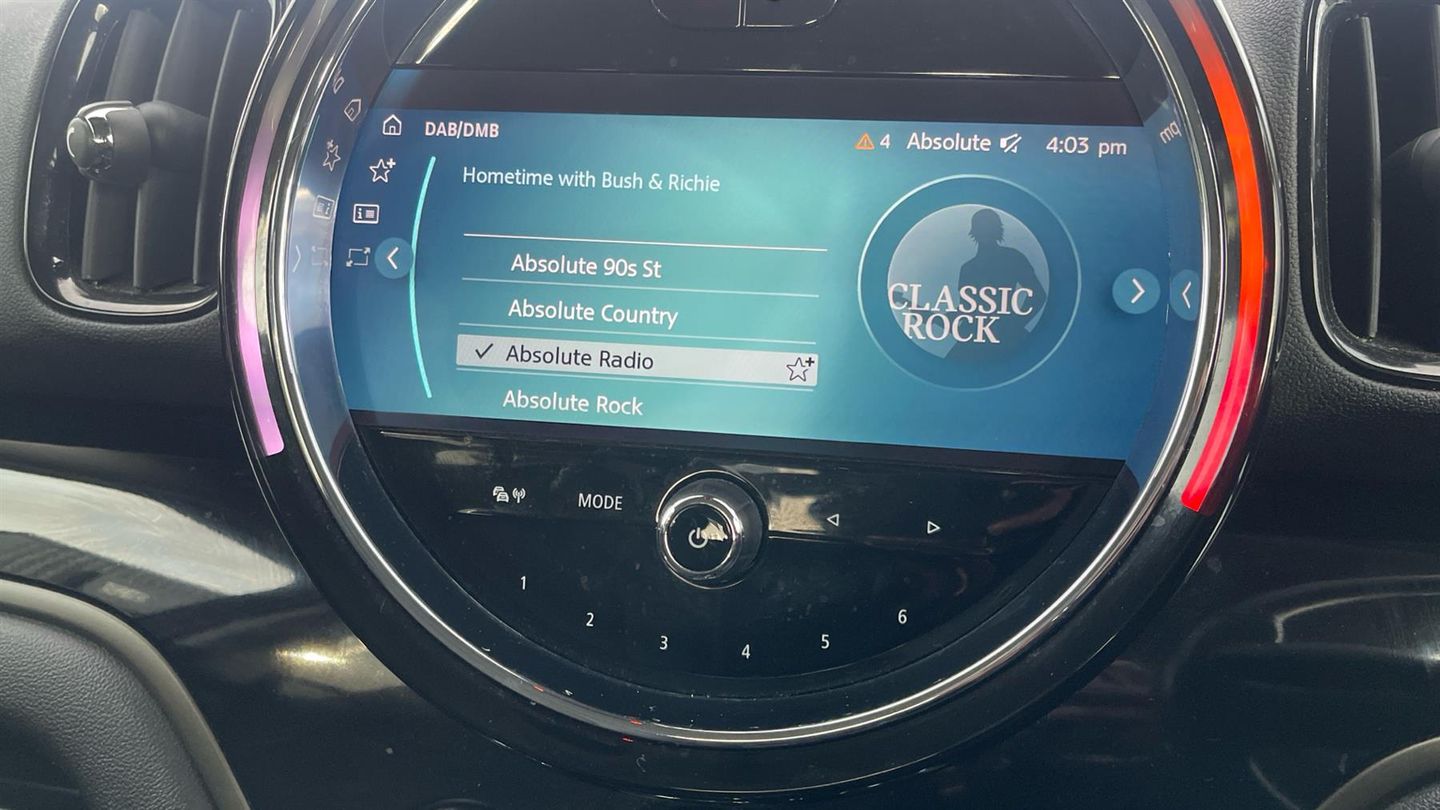 DAB/DMB
4 Absolute 4:03 pm
Hometime with Bush & Richie
Absolute 90s St
Absolute Country
Absolute Radio
Absolute Rock
CLASSIC
ROCK
MODE
1
2
3
4
5
6